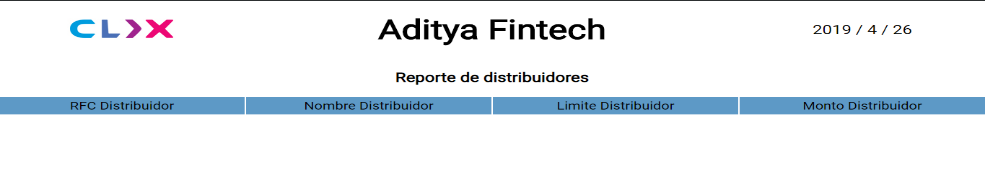 CLIX Aditya Fintech 2019 / 4 / 26
Reporte de distribuidores
RFC Distribuidor Nombre Distribuidor Limite Distribuidor Monto Distribuidor